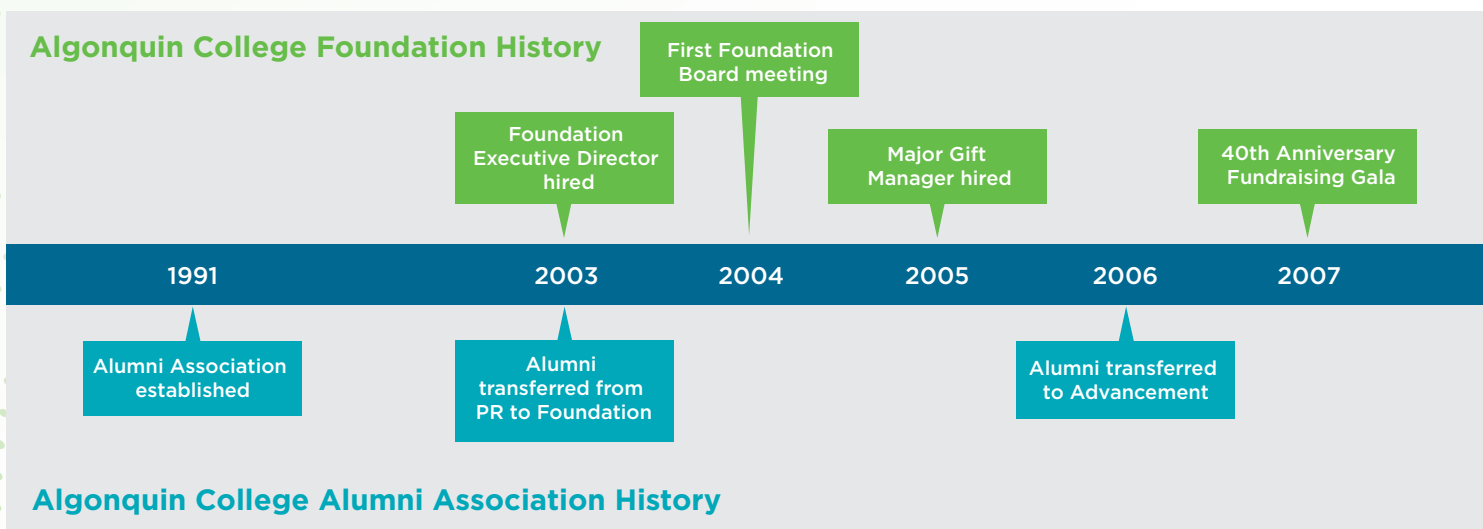 Algonquin College Foundation History
First Foundation
Board meeting
Foundation
Executive Director
hired
Major Gift
Manager hired
40th Anniversary
Fundraising Gala
1991
2003
2004
2005
2006
2007
Alumni Association
established
Alumni
transferred from
PR to Foundation
Alumni transferred
to Advancement
Algonquin College Alumni Association History